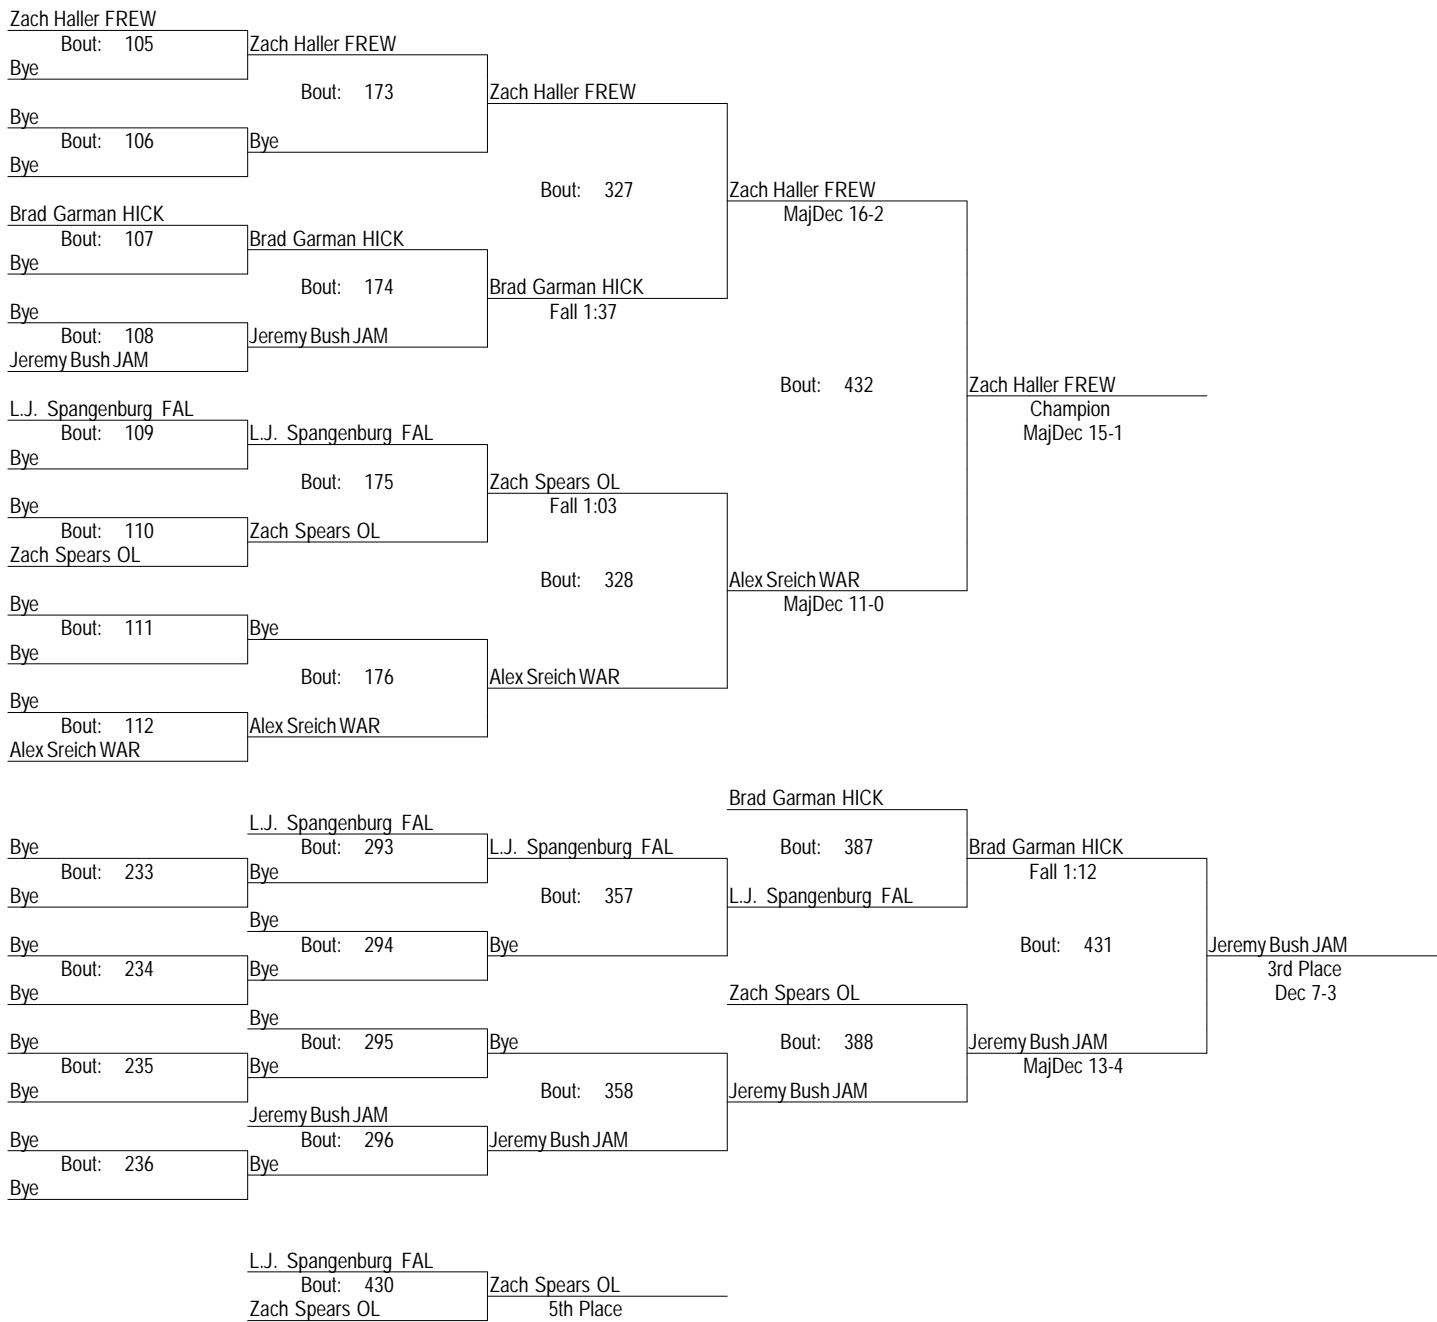 Zach Haller FREW
Bout: 105
Zach Haller FREW
Bye
Bout: 173
Zach Haller FREW
Bye
Bout: 106
Bye
Bye
Bout: 327
Zach Haller FREW
MajDec 16-2
Brad Garman HICK
Bout: 107
Brad Garman HICK
Bye
Bout: 174
Brad Garman HICK
Fall 1:37
Bye
Bout: 108
Jeremy Bush JAM
Jeremy Bush JAM
Bout: 432
Zach Haller FREW
Champion
MajDec 15-1
L.J. Spangenburg FAL
Bout: 109
L.J. Spangenburg FAL
Bye
Bout: 175
Zach Spears OL
Fall 1:03
Bye
Bout: 110
Zach Spears OL
Zach Spears OL
Bout: 328
Alex Sreich WAR
MajDec 11-0
Bye
Bout: 111
Bye
Bye
Bout: 176
Alex Sreich WAR
Bye
Bout: 112
Alex Sreich WAR
Alex Sreich WAR
Brad Garman HICK
L.J. Spangenburg FAL
Bye
Bout: 293
L.J. Spangenburg FAL
Bout: 387
Brad Garman HICK
Bout: 233
Bye
Fall 1:12
Bye
Bout: 357
L.J. Spangenburg FAL
Bye
Bye
Bout: 294
Bye
Bout: 431
Jeremy Bush JAM
Bout: 234
Bye
3rd Place
Bye
Zach Spears OL
Dec 7-3
Bye
Bye
Bout: 295
Bye
Bout: 388
Jeremy Bush JAM
Bout: 235
Bye
MajDec 13-4
Bye
Bout: 358
Jeremy Bush JAM
Jeremy Bush JAM
Bye
Bout: 296
Jeremy Bush JAM
Bout: 236
Bye
Bye
L.J. Spangenburg FAL
Bout: 430
Zach Spears OL
Zach Spears OL
5th Place